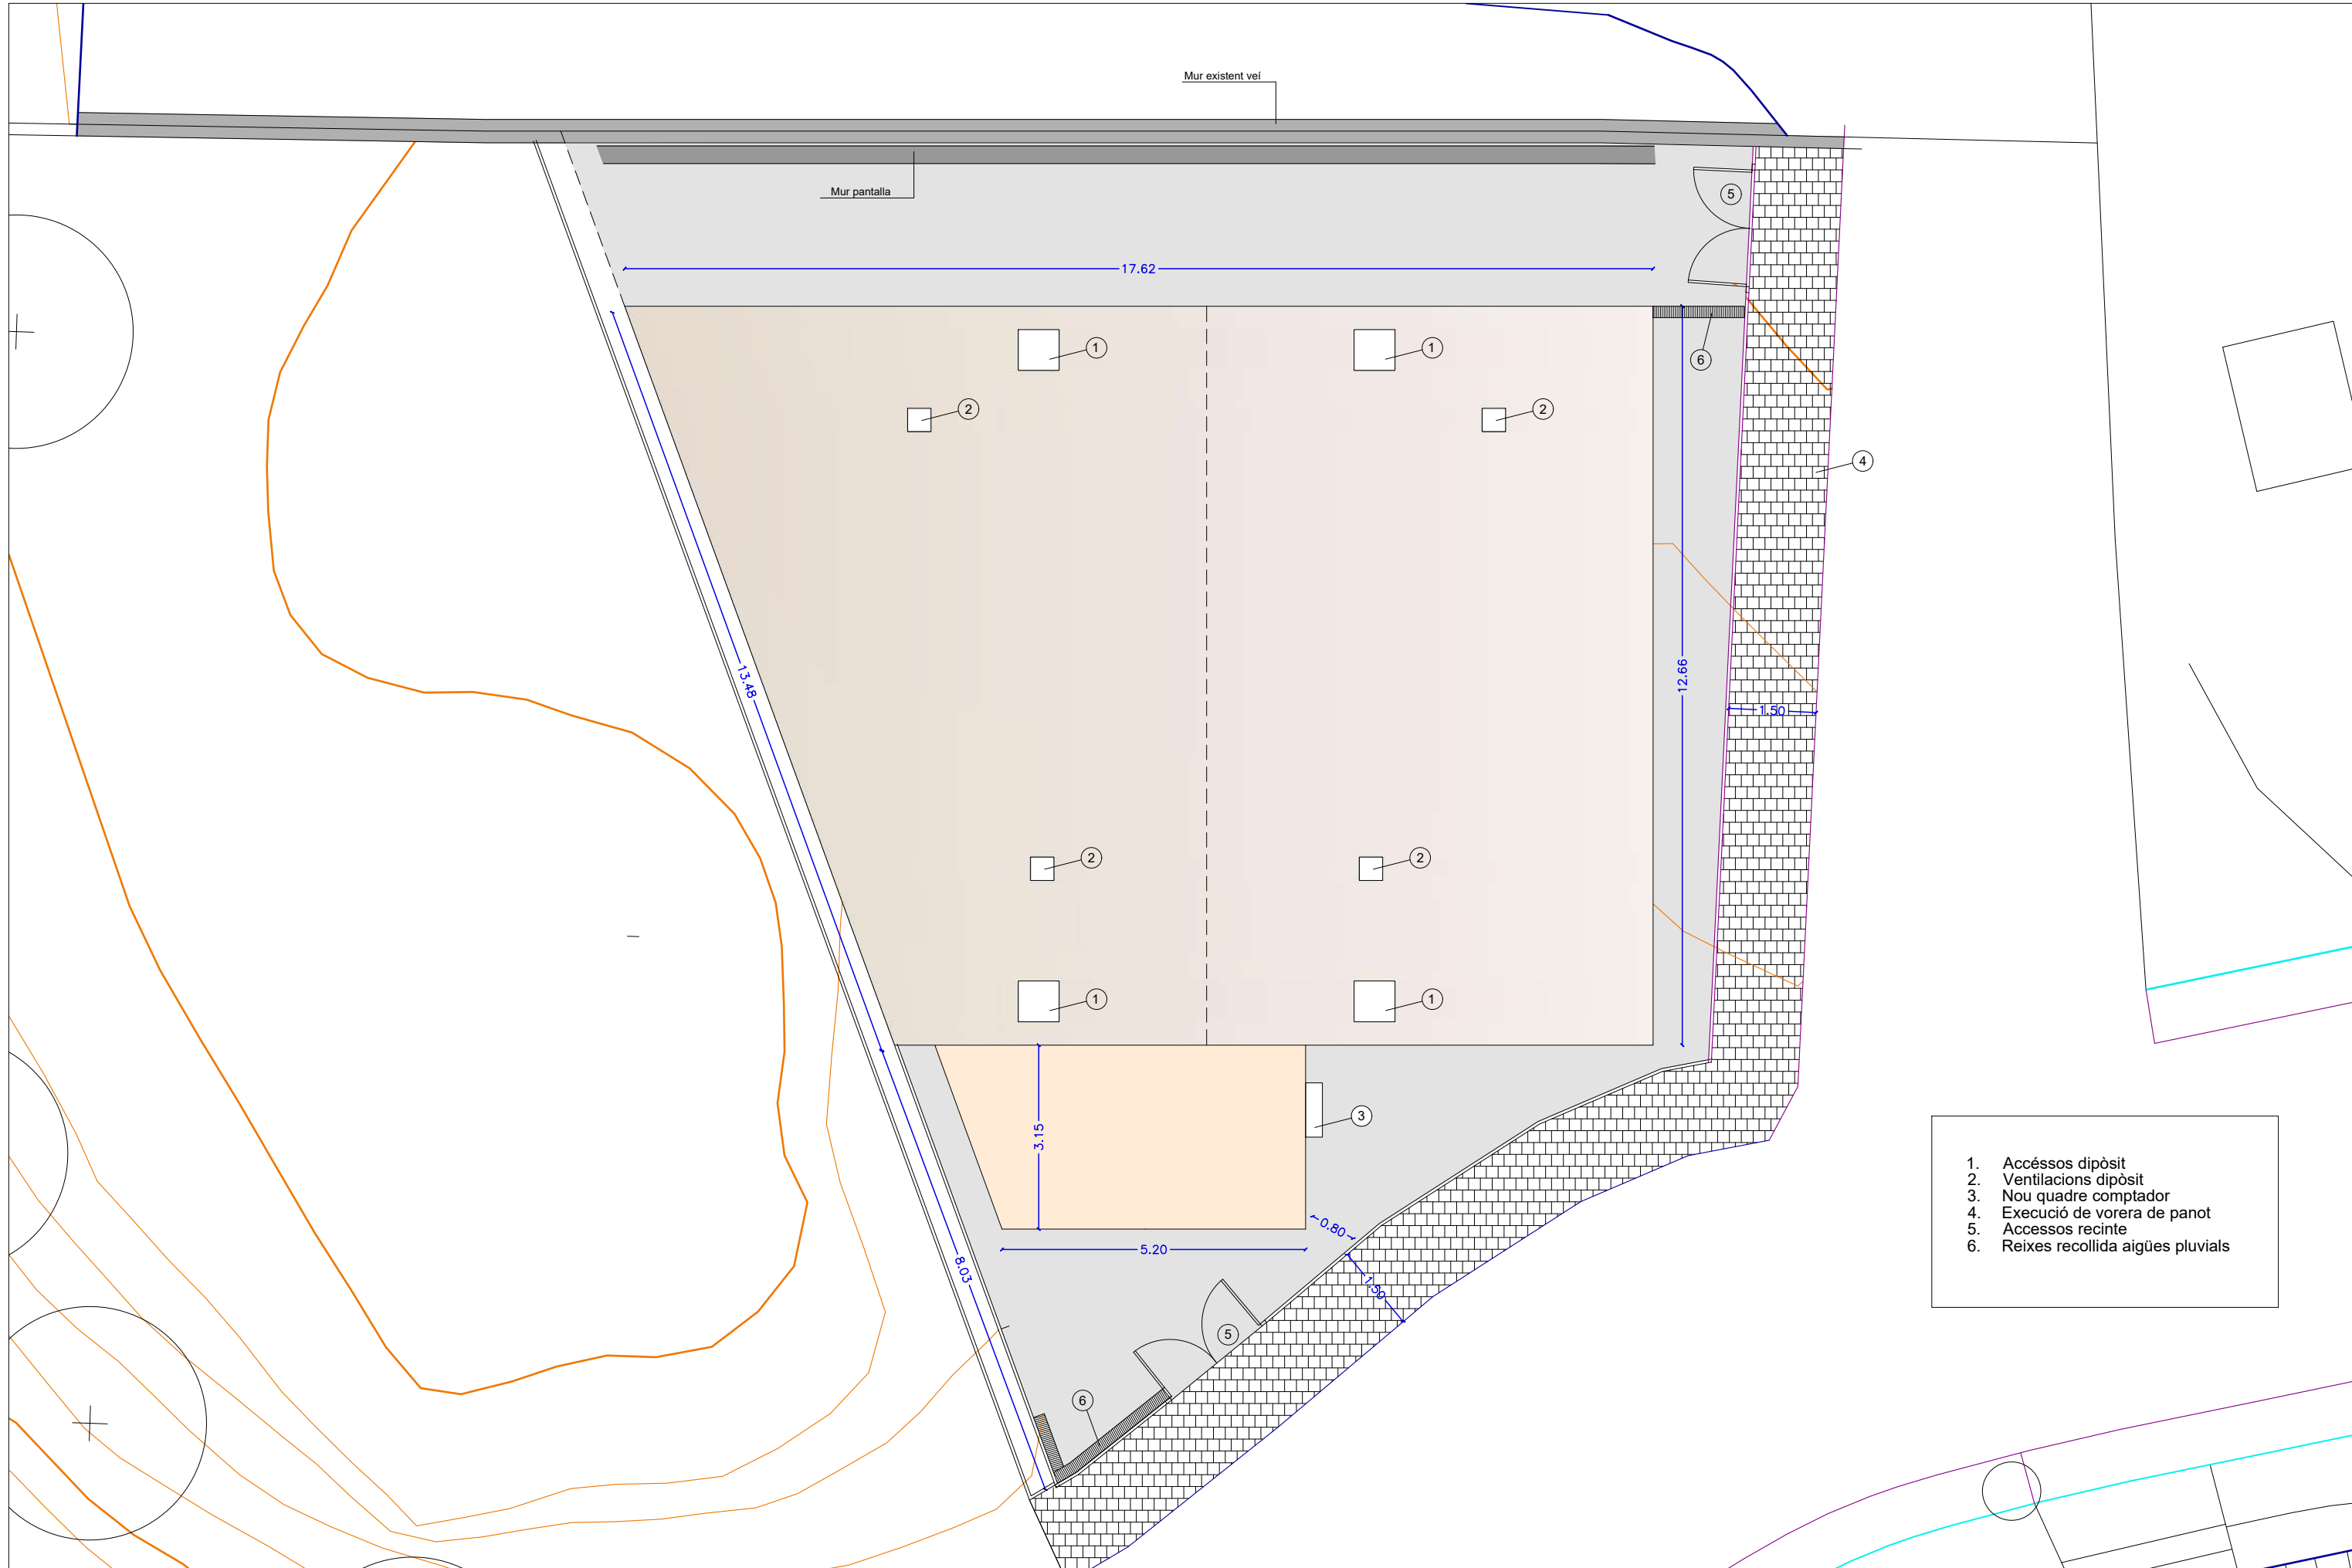 Mur existent veí
Mur pantalla
5
17.62
1
1
6
2
2
4
13.48
12.66
1.50
2
2
1
1
3.15
3
0.80
5.20
8.03
1.50
5
6
1. Accéssos dipòsit
2. Ventilacions dipòsit
3. Nou quadre comptador
4. Execució de vorera de panot
5. Accessos recinte
6. Reixes recollida aigües pluvials